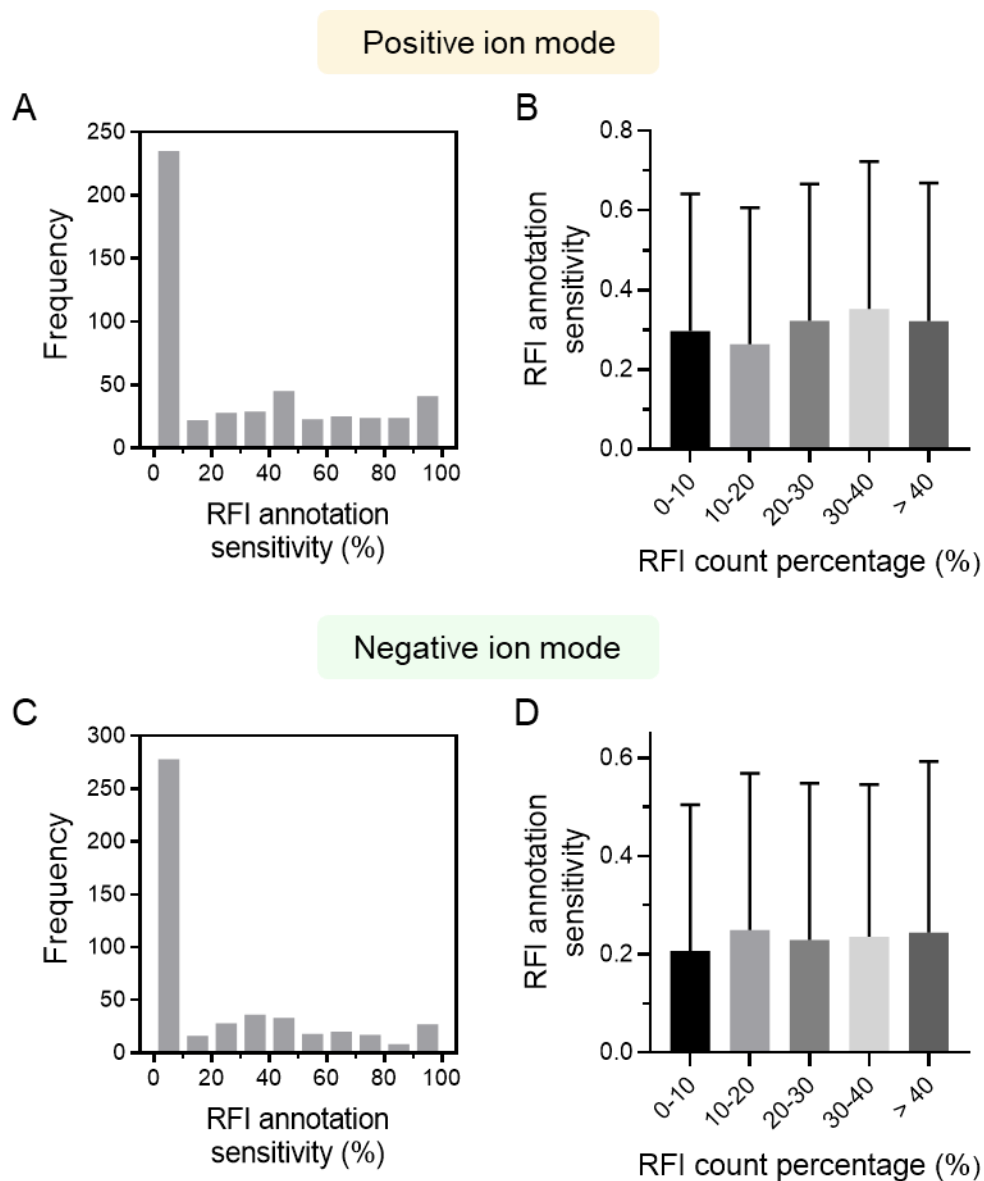 Positive ion mode
A
250
200
150
100
50
0
Frequency
0 20 40 60 80 100
RFI annotation
sensitivity (%)
B
0.8
0.6
0.4
0.2
0.0
RFI annotation
sensitivity
0-10 10-20 20-30 30-40 > 40
RFI count percentage (%)
Negative ion mode
C
300
250
200
150
100
50
0
Frequency
0 20 40 60 80 100
RFI annotation
sensitivity (%)
D
0.6
0.4
0.2
0.0
RFI annotation
sensitivity
0-10 10-20 20-30 30-40 > 40
RFI count percentage (%)